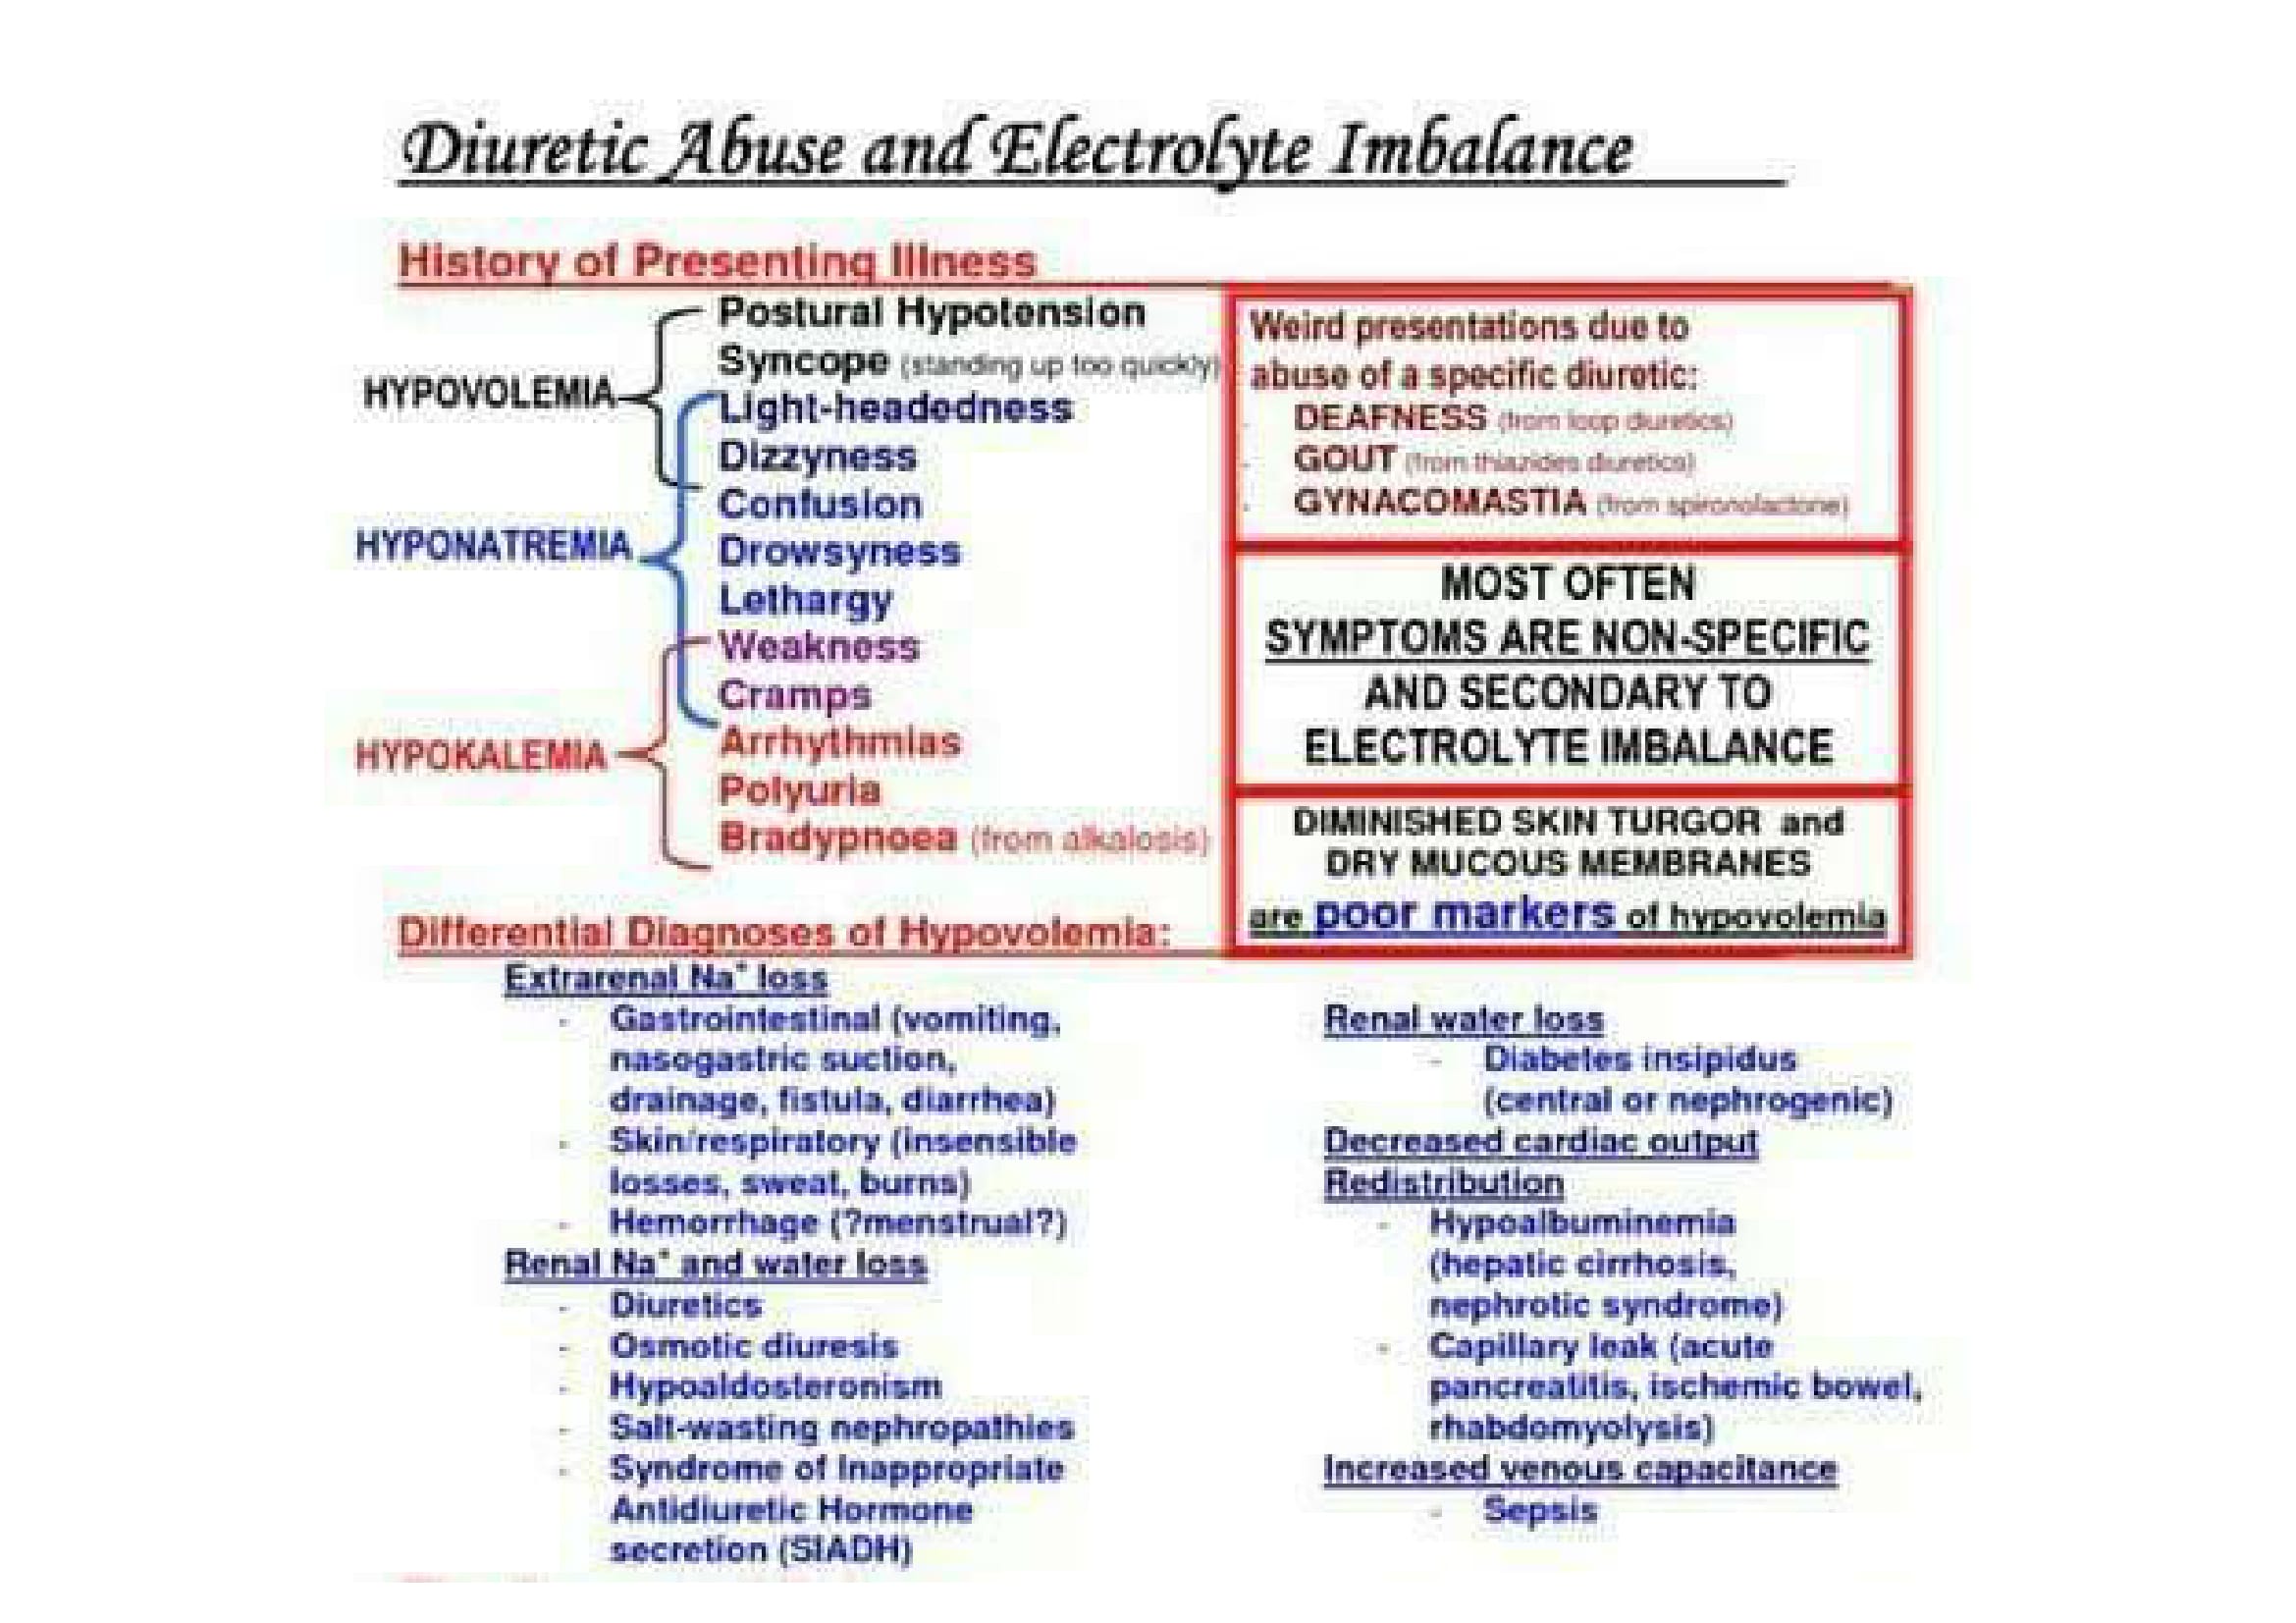 Diuretic Abuse and Electrolyte Imbalance
History of Presenting Illness
HYPOVOLEMIA
HYPONATREMIA
HYPOKALEMIA
Postural Hypotension
Syncope (standing up too quickly)
Light-headedness
Dizzyness
Confusion
Drowsyness
Lethargy
Weakness
Cramps
Arrhythmias
Polyuria
Bradypnoea (from alkalosis)
Weird presentations due to
abuse of a specific diuretic:
- DEAFNESS (from loop diuretics)
- GOUT (from thiazides diuretics)
- GYNACOMASTIA (from spironolactone)
MOST OFTEN
SYMPTOMS ARE NON-SPECIFIC
AND SECONDARY TO
ELECTROLYTE IMBALANCE
DIMINISHED SKIN TURGOR and
DRY MUCOUS MEMBRANES
are poor markers of hypovolemia
Differential Diagnoses of Hypovolemia:
Extrarenal Na⁺ loss
- Gastrointestinal (vomiting,
nasogastric suction,
drainage, fistula, diarrhea)
- Skin/respiratory (insensible
losses, sweat, burns)
- Hemorrhage (?menstrual?)
Renal Na⁺ and water loss
- Diuretics
- Osmotic diuresis
- Hypoaldosteronism
- Salt-wasting nephropathies
- Syndrome of Inappropriate
Antidiuretic Hormone
secretion (SIADH)
Renal water loss
- Diabetes insipidus
(central or nephrogenic)
Decreased cardiac output
Redistribution
- Hypoalbuminemia
(hepatic cirrhosis,
nephrotic syndrome)
- Capillary leak (acute
pancreatitis, ischemic bowel,
rhabdomyolysis)
Increased venous capacitance
- Sepsis